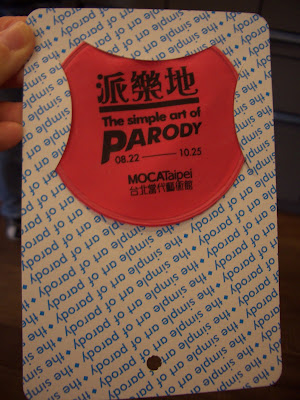 派樂地
The simple art of
PARODY
08.22 —— 10.25
MOCATaipei
台北當代藝術館
the simple art of parody